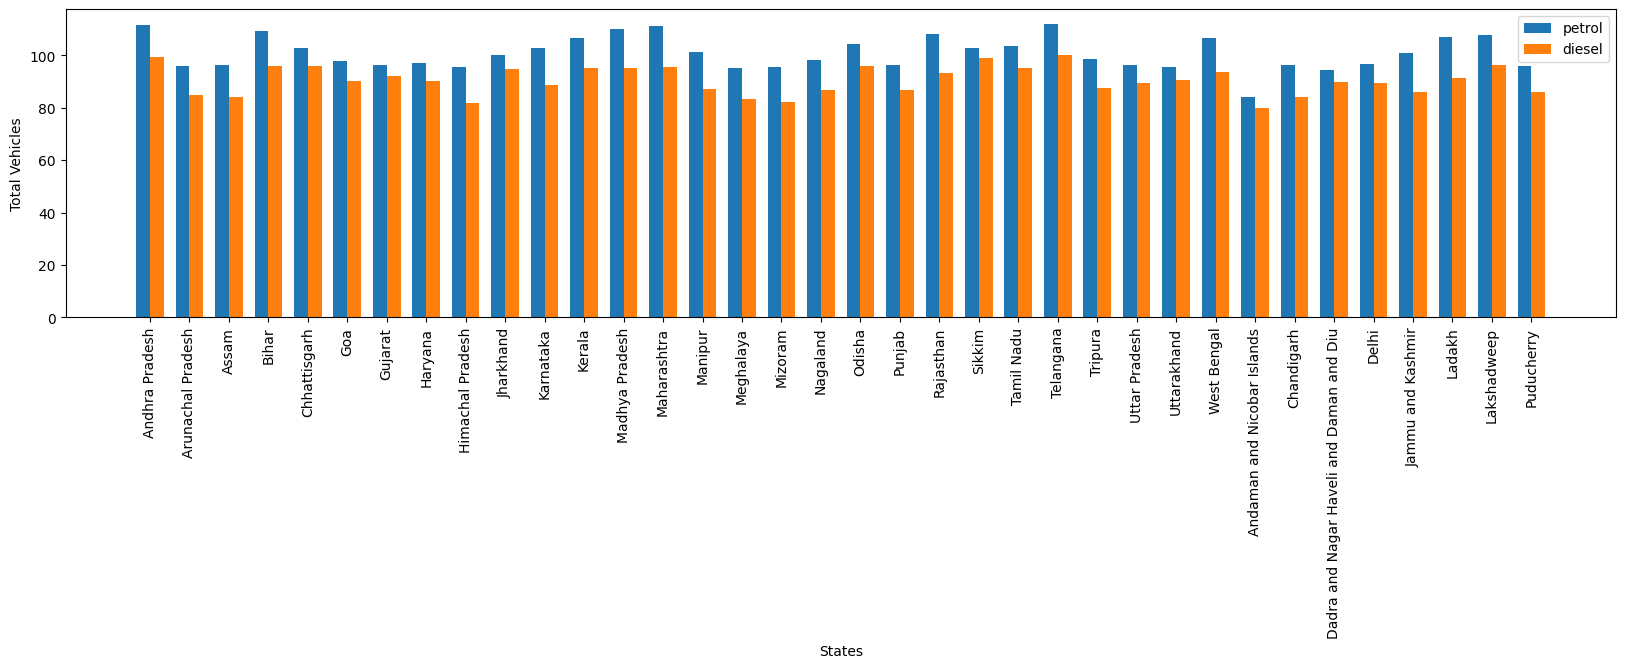 petrol
diesel
Total Vehicles
100
80
60
40
20
0
Andhra Pradesh
Arunachal Pradesh
Assam
Bihar
Chhattisgarh
Goa
Gujarat
Haryana
Himachal Pradesh
Jharkhand
Karnataka
Kerala
Madhya Pradesh
Maharashtra
Manipur
Meghalaya
Mizoram
Nagaland
Odisha
Punjab
Rajasthan
Sikkim
Tamil Nadu
Telangana
Tripura
Uttar Pradesh
Uttarakhand
West Bengal
Andaman and Nicobar Islands
Chandigarh
Dadra and Nagar Haveli and Daman and Diu
Delhi
Jammu and Kashmir
Ladakh
Lakshadweep
Puducherry
States